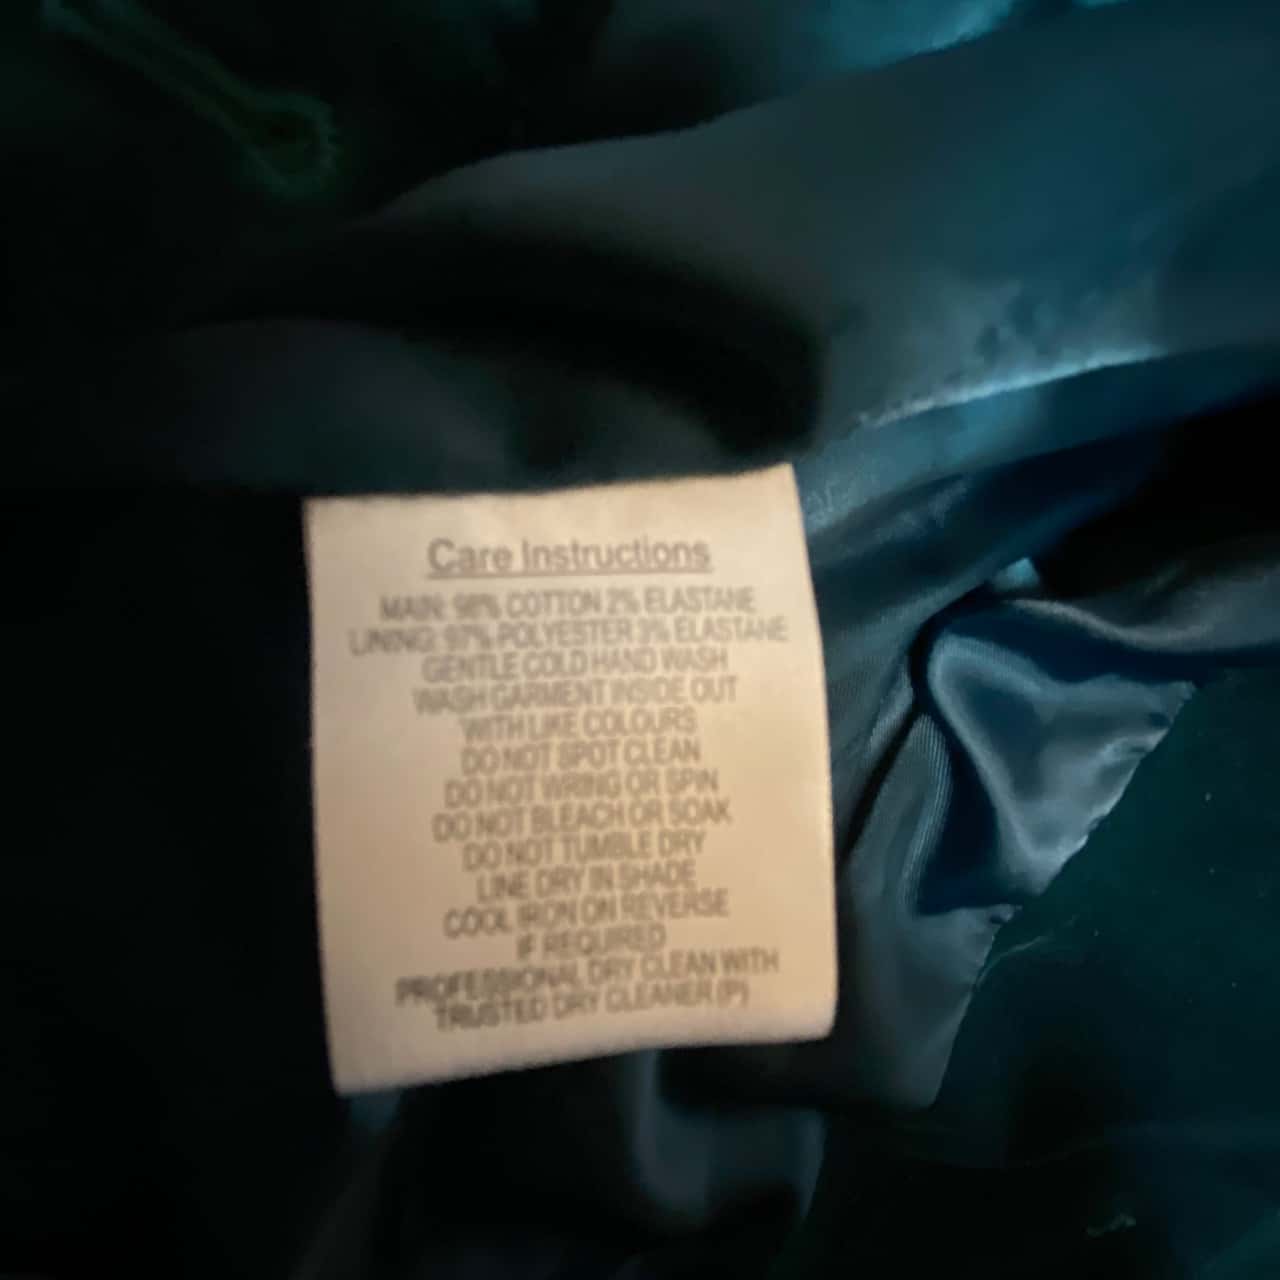 Care Instructions
MAIN: 98% COTTON 2% ELASTANE
LINING: 97% POLYESTER 3% ELASTANE
GENTLE COLD HAND WASH
WASH GARMENT INSIDE OUT
WITH LIKE COLOURS
DO NOT SPOT CLEAN
DO NOT WRING OR SPIN
DO NOT BLEACH OR SOAK
DO NOT TUMBLE DRY
LINE DRY IN SHADE
COOL IRON ON REVERSE
IF REQUIRED
PROFESSIONAL DRY CLEAN WITH
TRUSTED DRY CLEANER (P)